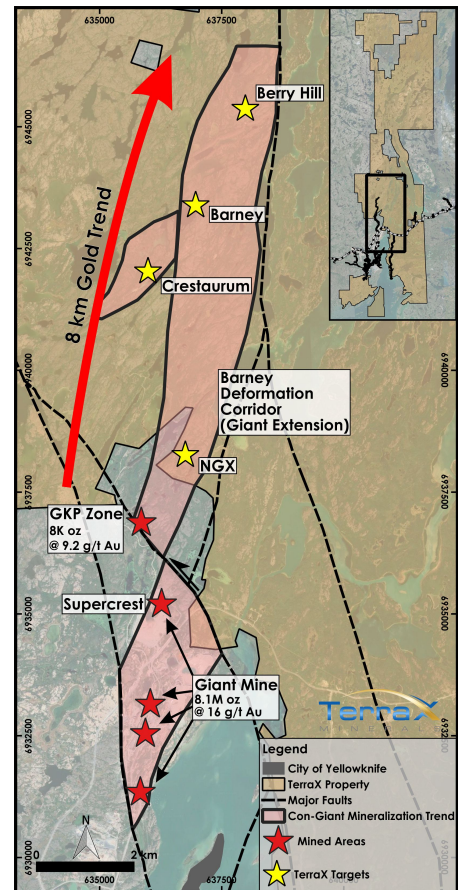 635000
637500
6945000
6942500
6940000
6937500
6935000
6932500
6930000
8 km Gold Trend
Berry Hill
Barney
Crestaurum
Barney
Deformation
Corridor
(Giant Extension)
NGX
GKP Zone
8K oz
@ 9.2 g/t Au
Supercrest
Giant Mine
8.1M oz
@ 16 g/t Au
6940000
6937500
6935000
6932500
6930000
TerraX
MINERALS
Legend
City of Yellowknife
TerraX Property
Major Faults
Con-Giant Mineralization Trend
Mined Areas
TerraX Targets
N
0
2 km
635000
637500